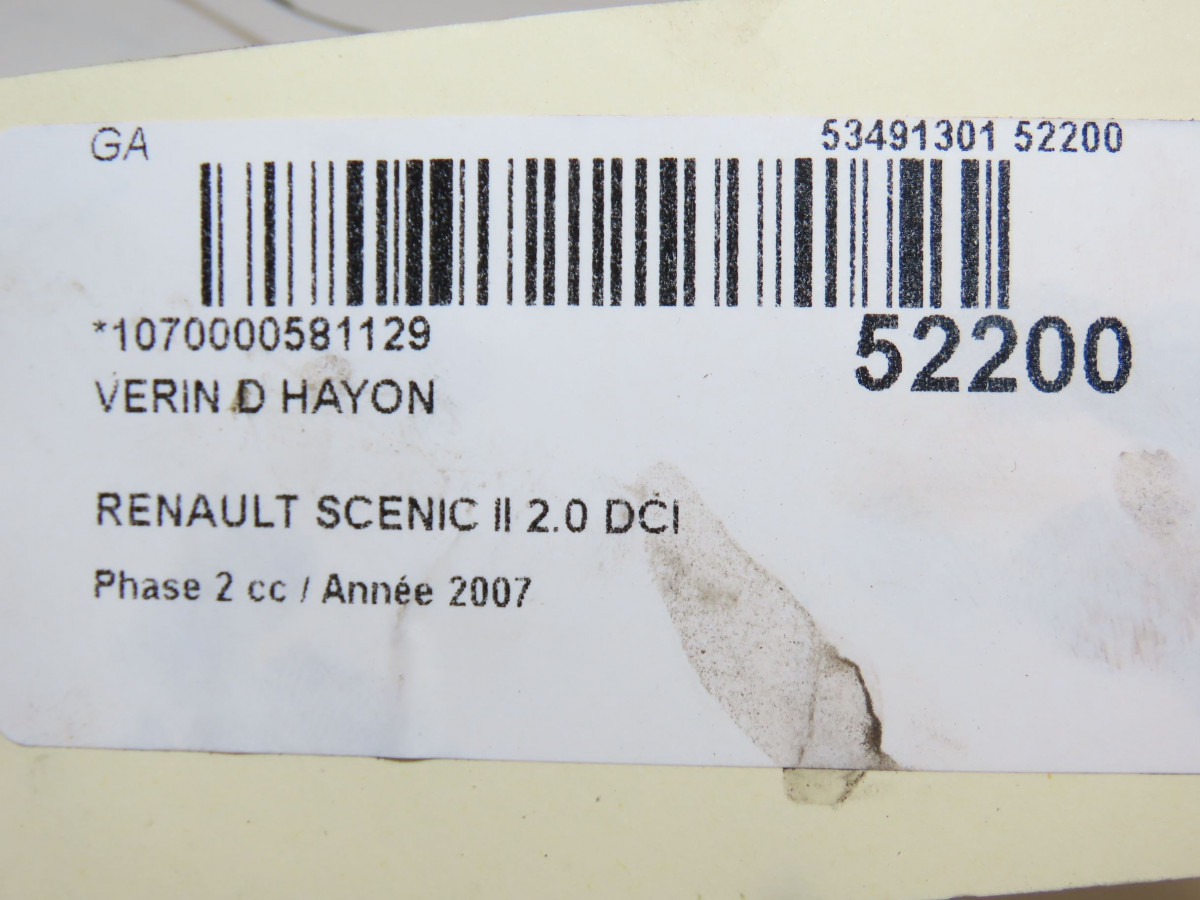 GA 53491301 52200
*1070000581129 52200
VERIN D HAYON
RENAULT SCENIC II 2.0 DCI
Phase 2 cc / Année 2007